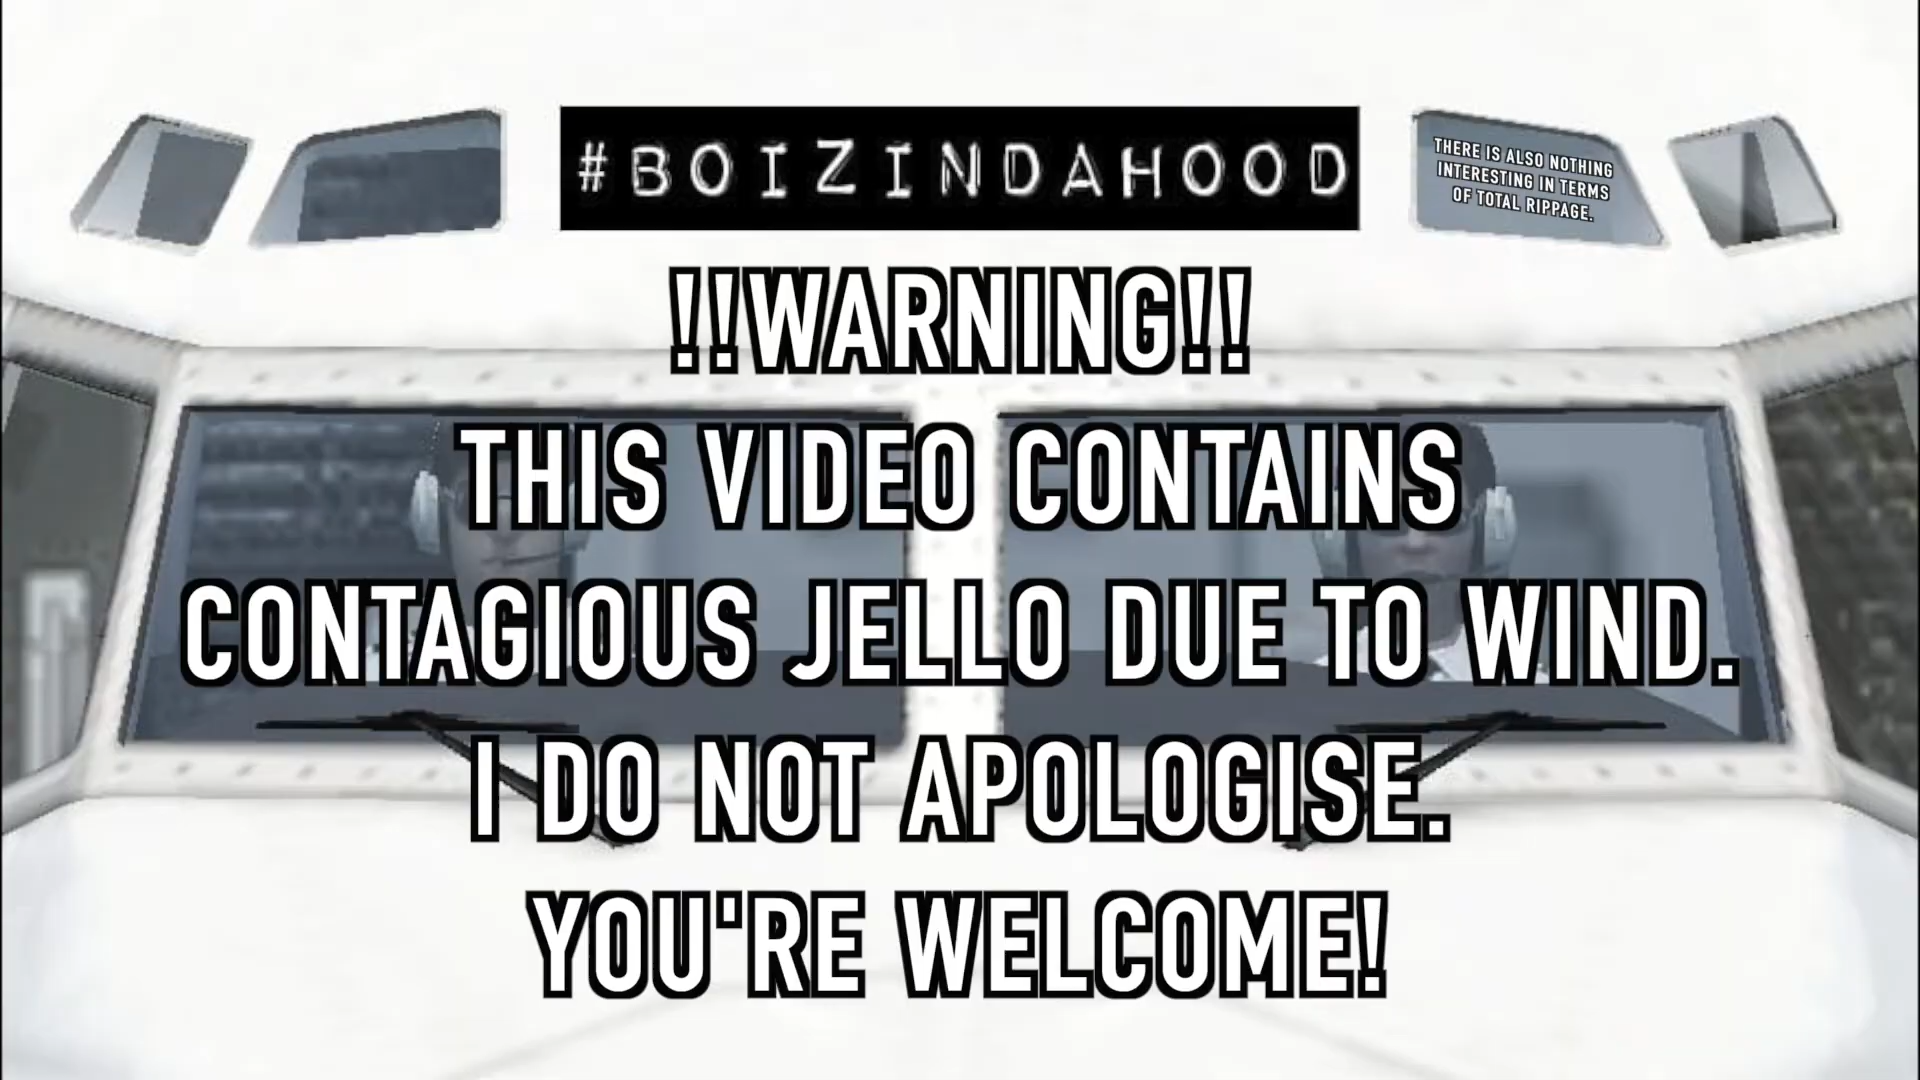 #BOIZINDAHOOD
THERE IS ALSO NOTHING
INTERESTING IN TERMS
OF TOTAL RIPPAGE.
!!WARNING!!
THIS VIDEO CONTAINS
CONTAGIOUS JELLO DUE TO WIND.
I DO NOT APOLOGISE.
YOU'RE WELCOME!